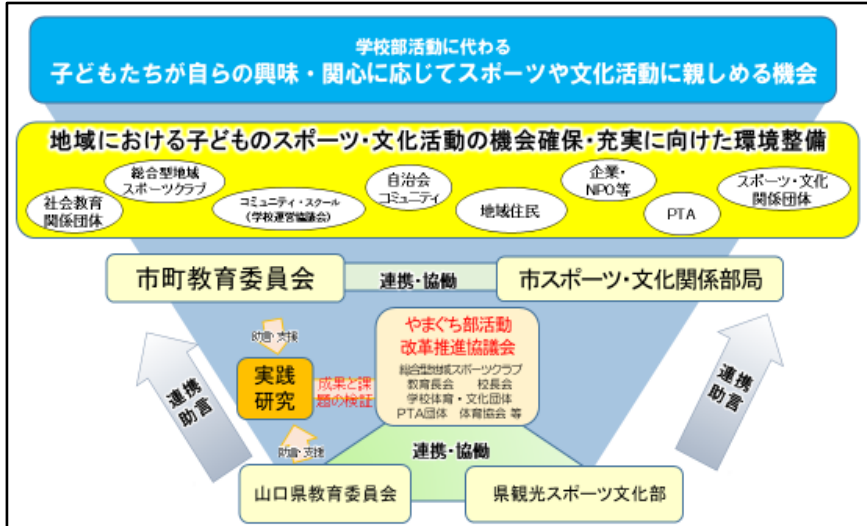 学校部活動に代わる
子どもたちが自らの興味・関心に応じてスポーツや文化活動に親しめる機会
地域における子どものスポーツ・文化活動の機会確保・充実に向けた環境整備
社会教育
関係団体
総合型地域
スポーツクラブ
コミュニティ・スクール
(学校運営協議会)
自治会
コミュニティ
地域住民
企業・
NPO等
PTA
スポーツ・文化
関係団体
市町教育委員会
連携・協働
市スポーツ・文化関係部局
連携
助言
助言・支援
実践
研究
成果と課
題の検証
助言・支援
やまぐち部活動
改革推進協議会
総合型地域スポーツクラブ
教育長会 校長会
学校体育・文化団体
PTA団体 体育協会 等
連携
助言
連携・協働
山口県教育委員会
県観光スポーツ文化部